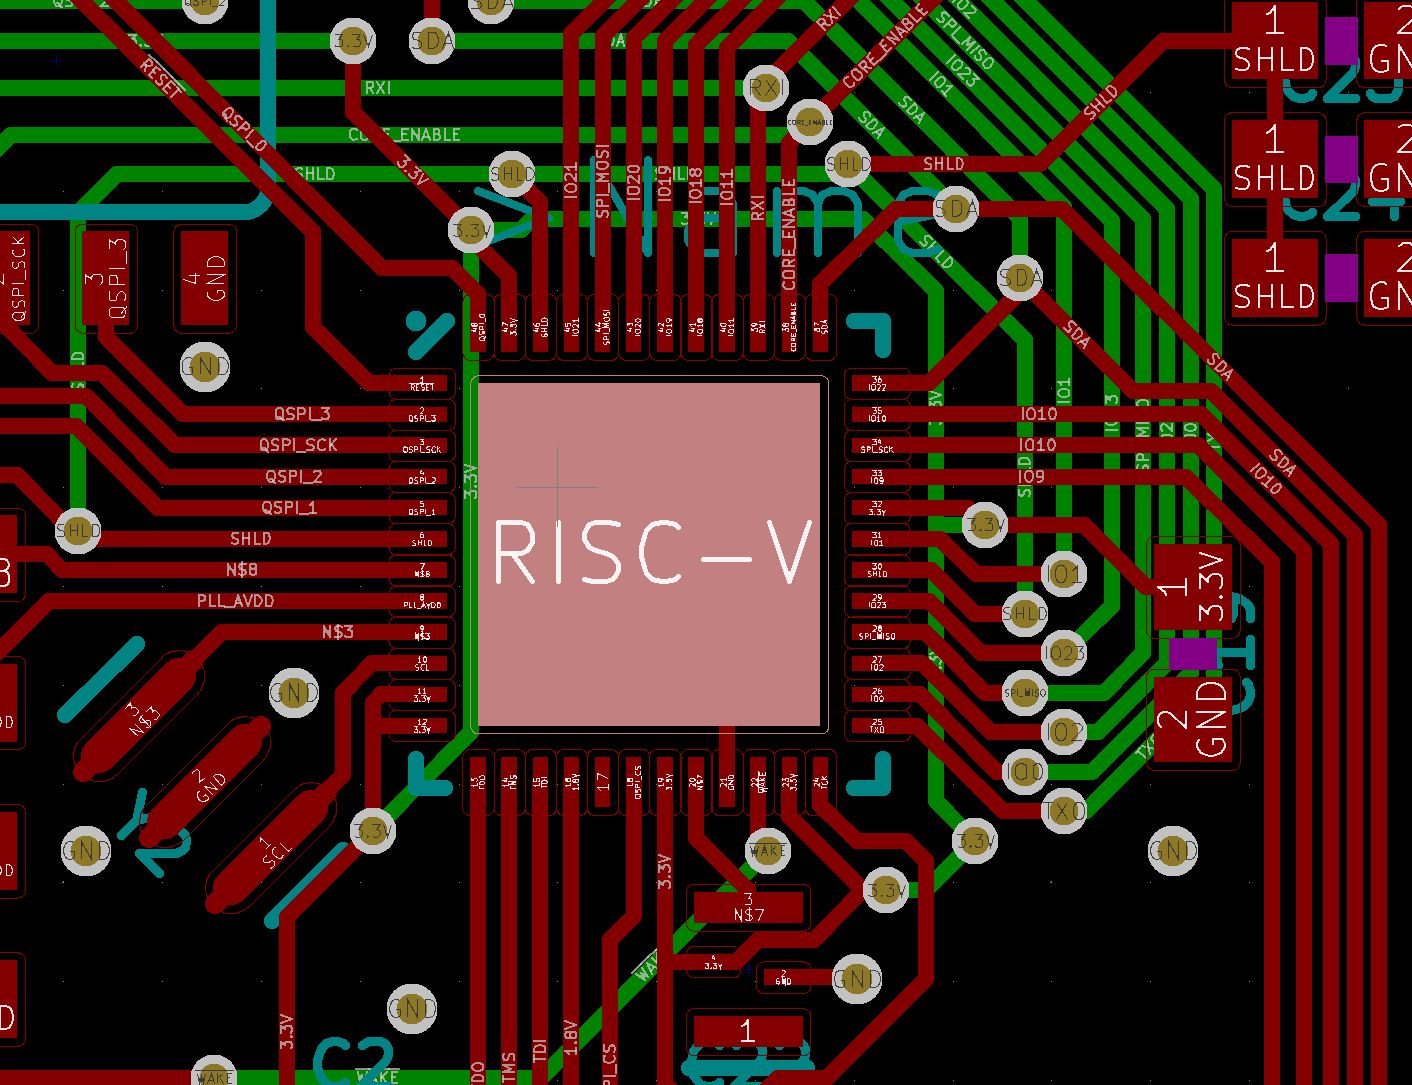 QSPI_2
SDA
IO2
SPI_MISO
IO23
IO1
SDA
SDA
3.3V
SDA
RXI
CORE_ENABLE
RESET
QSPI_0
RXI
RXI
CORE_ENABLE
CORE_ENABLE
3.3V
SHLD
SHLD
SHLD
SHLD
SHLD
1
SHLD
2
GN
1
SHLD
2
GN
1
SHLD
2
GN
C24
IO21
SPI_MOSI
IO20
IO19
IO18
IO11
RXI
CORE_ENABLE
3.3V
SDA
SHLD
SDA
QSPI_SCK
3
QSPI_3
4
GND
48
QSPI_0
47
3.3V
46
SHLD
45
IO21
44
SPI_MOSI
43
IO20
42
IO19
41
IO18
40
IO11
39
RXI
38
CORE_ENABLE
37
SDA
SDA
SDA
GND
1
RESET
2
QSPI_3
3
QSPI_SCK
4
QSPI_2
5
QSPI_1
6
SHLD
7
N$8
8
PLL_AVDD
9
N$3
10
SCL
11
3.3V
12
3.3V
QSPI_3
QSPI_SCK
QSPI_2
QSPI_1
SHLD
SHLD
N$8
PLL_AVDD
N$3
3.3V
RISC-V
36
IO22
35
IO10
34
SPI_SCK
33
IO9
32
3.3V
31
IO1
30
SHLD
29
IO23
28
SPI_MISO
27
IO2
26
IO0
25
TXO
IO10
IO10
IO9
IO1
SDA
IO10
3.3V
IO1
SHLD
IO23
SPI_MISO
IO2
IO0
TXO
1
3.3V
2
GND
GND
GND
3
N$3
2
GND
1
SCL
GND
3.3V
13
TDO
14
TMS
15
TDI
16
1.8V
17
18
QSPI_CS
19
3.3V
20
N$7
21
GND
22
WAKE
23
3.3V
24
TCK
WAKE
3.3V
3.3V
3.3V
3
N$7
4
3.3V
2
GND
GND
GND
1
3.3V
TMS
TDI
1.8V
C2
WAKE
WAKE